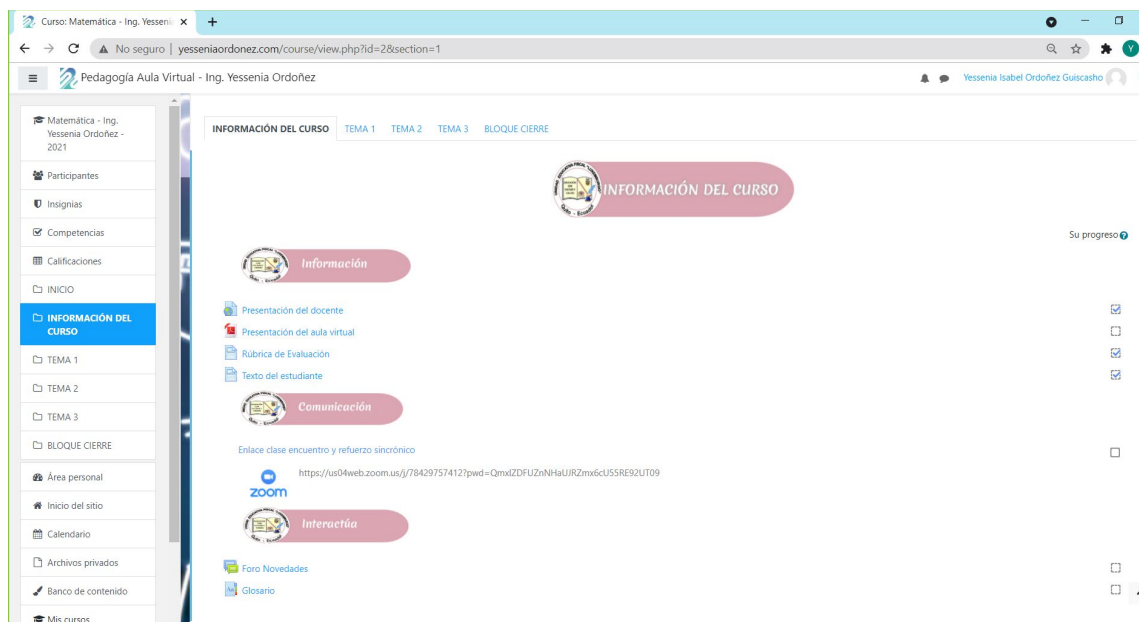 Curso: Matemática - Ing. Yesseni
No seguro | yesseniaordonez.com/course/view.php?id=2&section=1
Pedagogía Aula Virtual - Ing. Yessenia Ordoñez
Yessenia Isabel Ordoñez Guiscasho
Y
Matemática - Ing.
Yessenia Ordoñez -
2021
Participantes
Insignias
Competencias
Calificaciones
INICIO
INFORMACIÓN DEL
CURSO
TEMA 1
TEMA 2
TEMA 3
BLOQUE CIERRE
Área personal
Inicio del sitio
Calendario
Archivos privados
Banco de contenido
Mis cursos
INFORMACIÓN DEL CURSO TEMA 1 TEMA 2 TEMA 3 BLOQUE CIERRE
INFORMACIÓN DEL CURSO
Quito - Ecuador
Su progreso
Información
Presentación del docente
Presentación del aula virtual
Rúbrica de Evaluación
Texto del estudiante
Comunicación
Enlace clase encuentro y refuerzo sincrónico
https://us04web.zoom.us/j/78429757412?pwd=QmxlZDFUZnNHaUJRZmx6cU55RE92UT09
zoom
Interactúa
Foro Novedades
Glosario